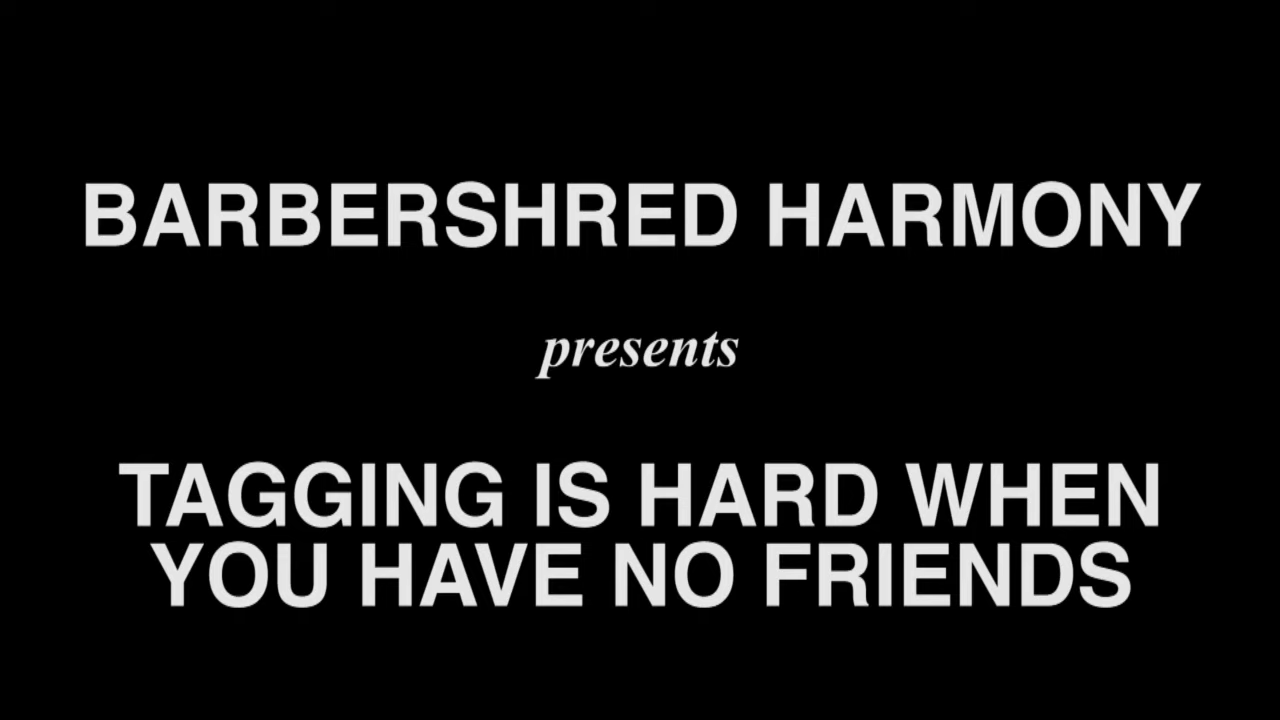 BARBERSHRED HARMONY
presents
TAGGING IS HARD WHEN
YOU HAVE NO FRIENDS